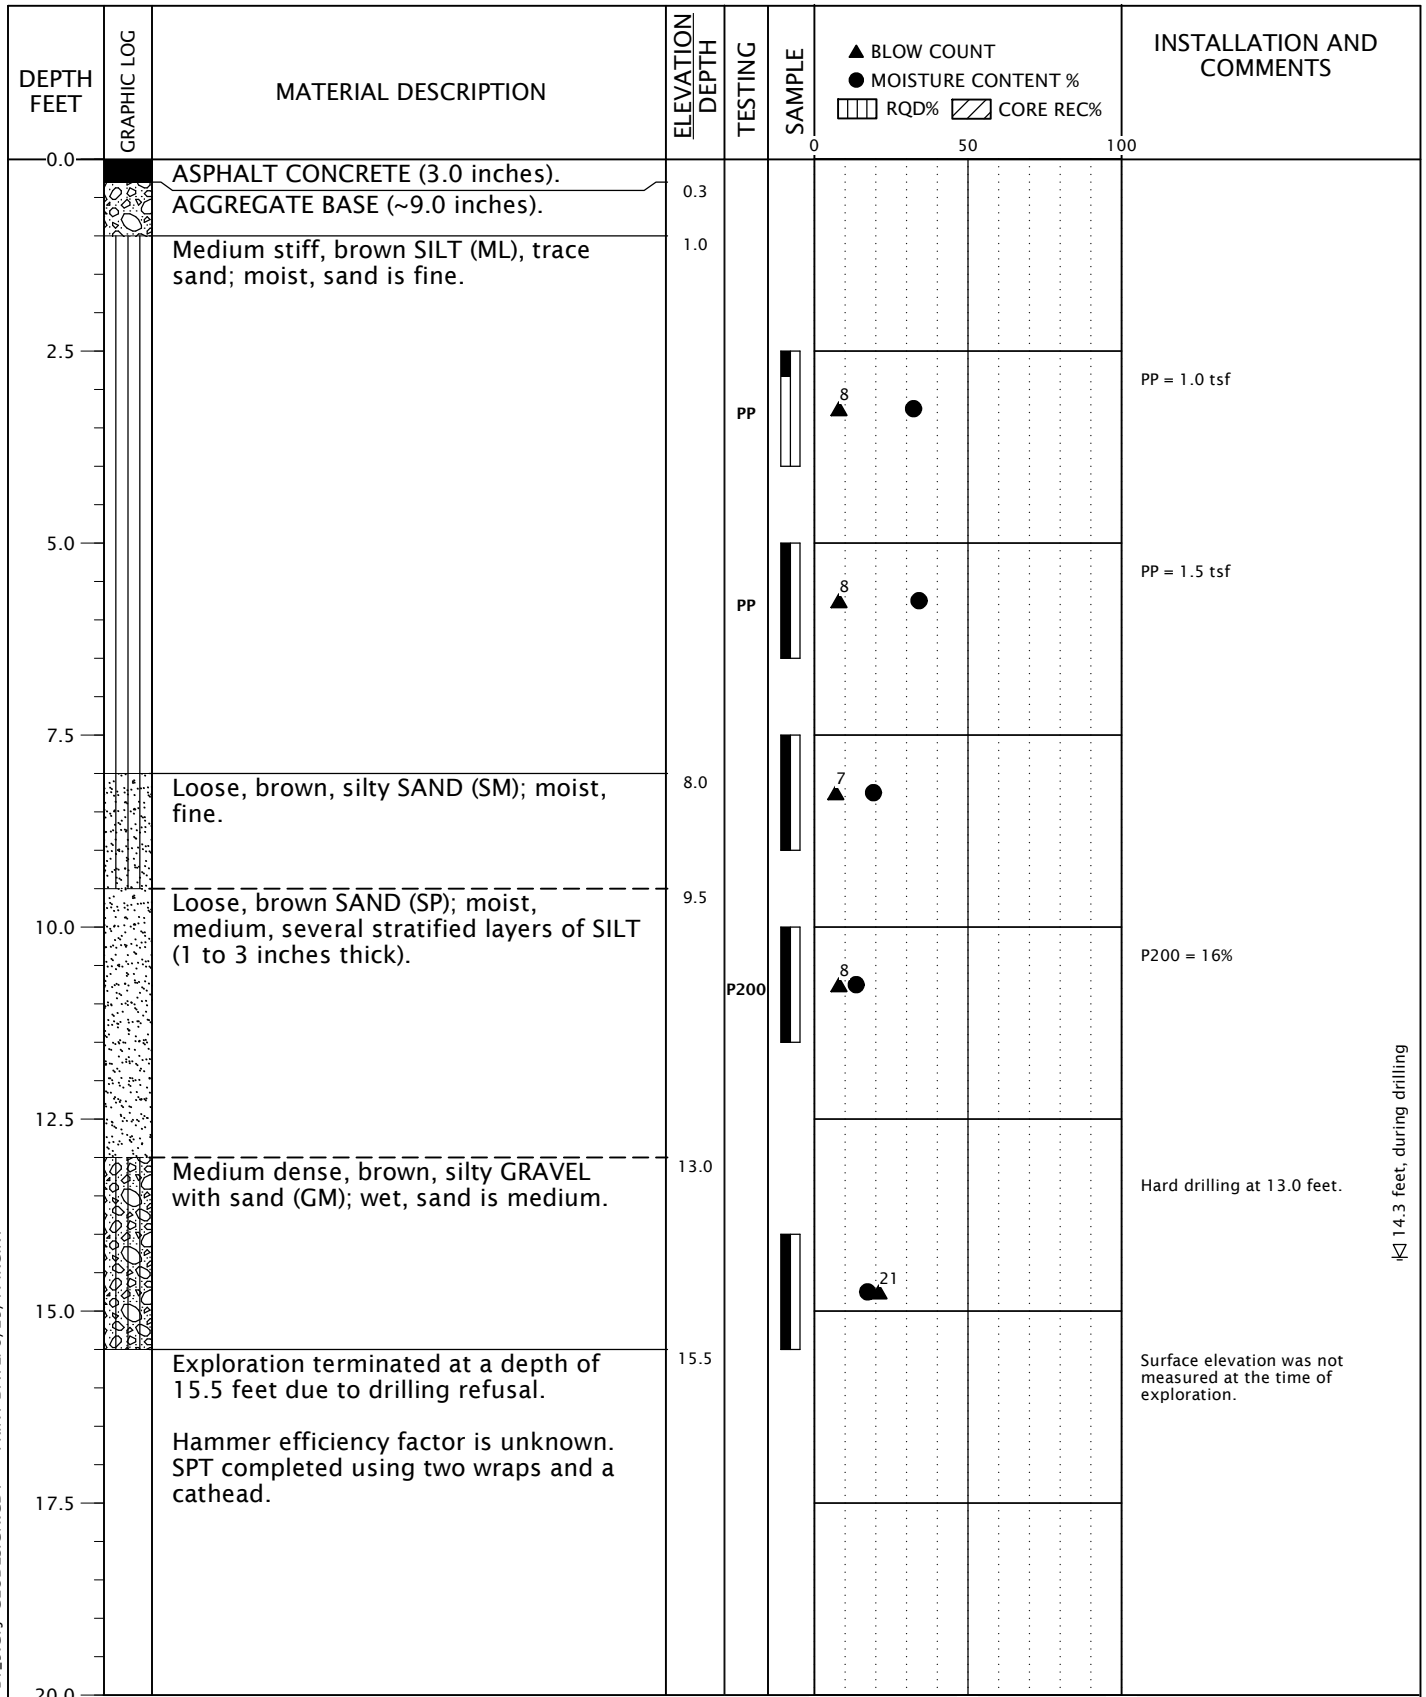 DEPTH
FEET
GRAPHIC LOG
MATERIAL DESCRIPTION
ELEVATION
DEPTH
TESTING
SAMPLE
▲ BLOW COUNT
● MOISTURE CONTENT %
RQD% CORE REC%
0 50 100
INSTALLATION AND
COMMENTS
0.0
ASPHALT CONCRETE (3.0 inches).
0.3
AGGREGATE BASE (~9.0 inches).
1.0
Medium stiff, brown SILT (ML), trace
sand; moist, sand is fine.
2.5
PP = 1.0 tsf
8
PP
5.0
PP = 1.5 tsf
8
PP
7.5
8.0
Loose, brown, silty SAND (SM); moist,
fine.
7
9.5
Loose, brown SAND (SP); moist,
medium, several stratified layers of SILT
(1 to 3 inches thick).
10.0
P200 = 16%
8
P200
12.5
13.0
Medium dense, brown, silty GRAVEL
with sand (GM); wet, sand is medium.
Hard drilling at 13.0 feet.
14.3 feet, during drilling
21
15.0
15.5
Exploration terminated at a depth of
15.5 feet due to drilling refusal.
Surface elevation was not
measured at the time of
exploration.
Hammer efficiency factor is unknown.
SPT completed using two wraps and a
cathead.
17.5
20.0